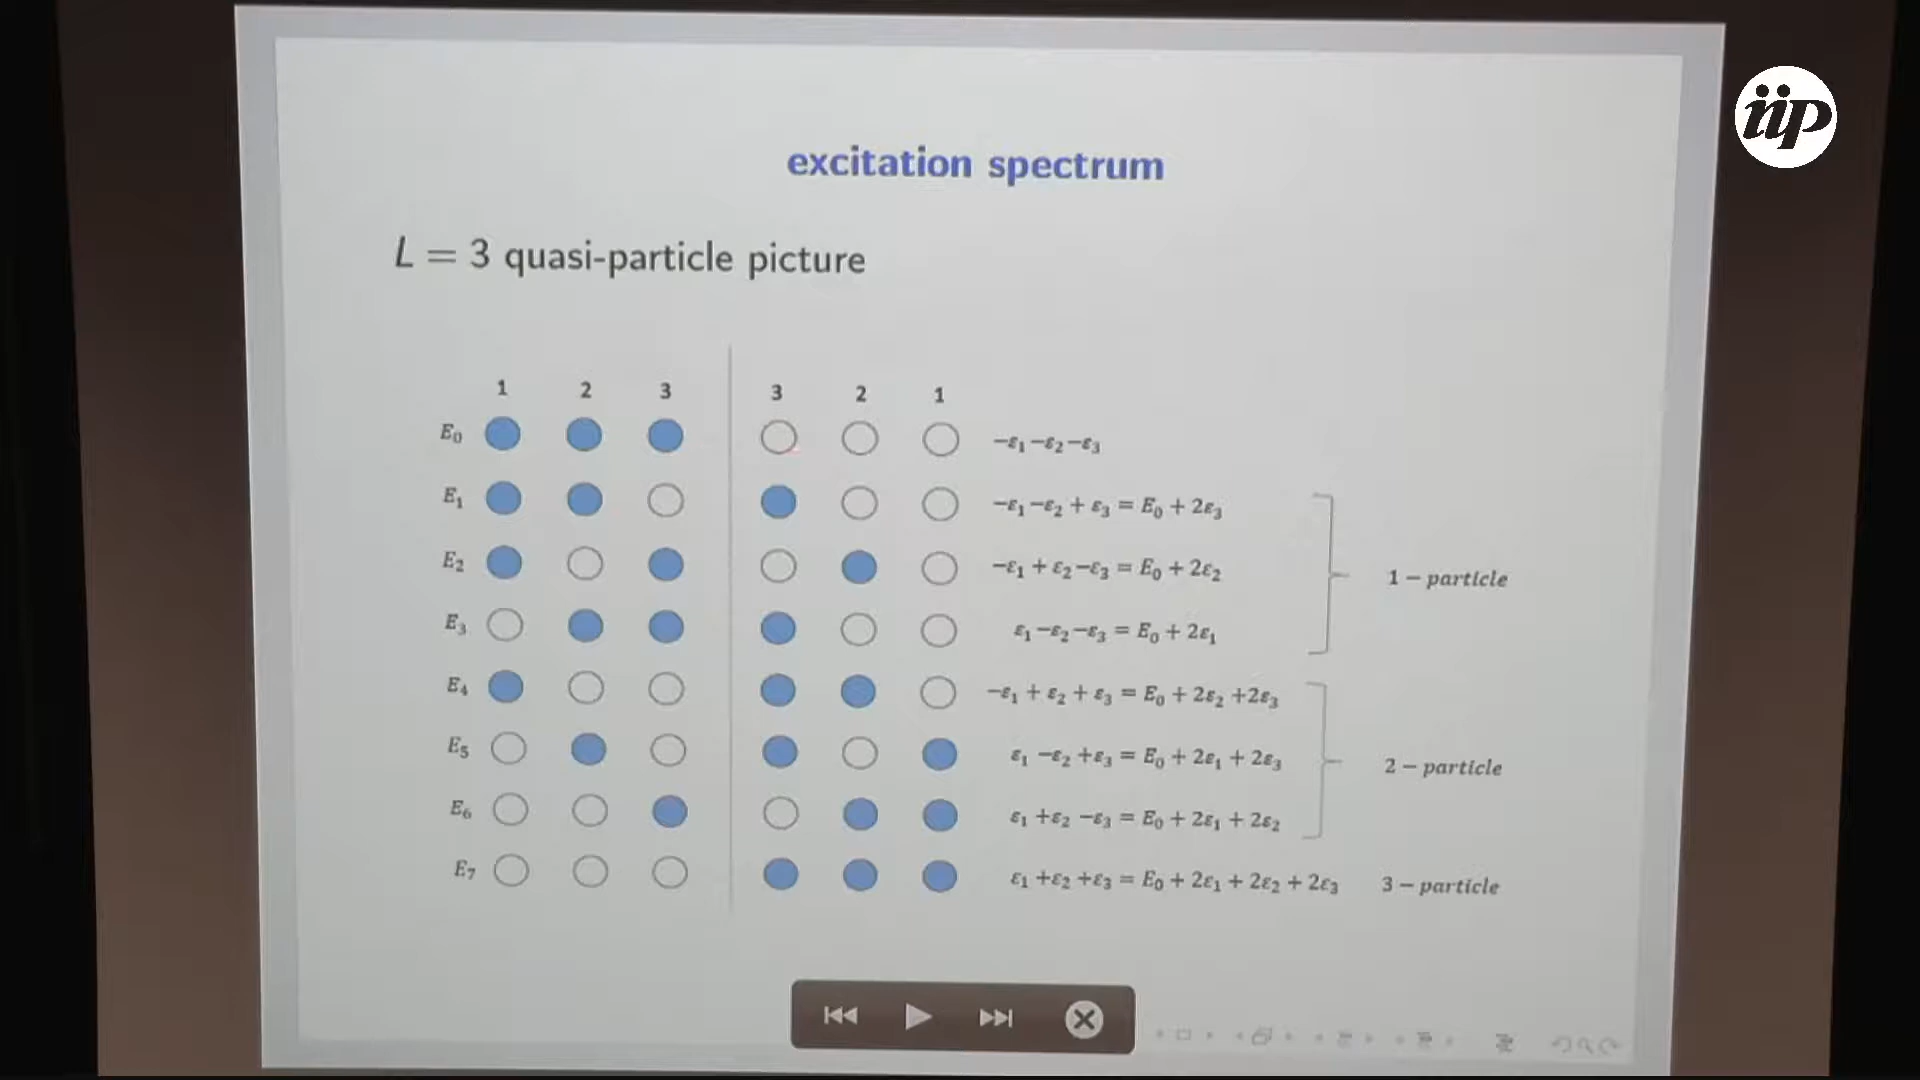 iip
excitation spectrum
L = 3 quasi-particle picture
1 2 3 3 2 1
E₀ −ε₁−ε₂−ε₃
E₁ −ε₁−ε₂ + ε₃ = E₀ + 2ε₃
E₂ −ε₁ + ε₂−ε₃ = E₀ + 2ε₂
1 − particle
E₃ ε₁−ε₂−ε₃ = E₀ + 2ε₁
E₄ −ε₁ + ε₂ + ε₃ = E₀ + 2ε₂ +2ε₃
E₅ ε₁ −ε₂ +ε₃ = E₀ + 2ε₁ + 2ε₃
2 − particle
E₆ ε₁ +ε₂ −ε₃ = E₀ + 2ε₁ + 2ε₂
E₇ ε₁ +ε₂ +ε₃ = E₀ + 2ε₁ + 2ε₂ + 2ε₃ 3 − particle